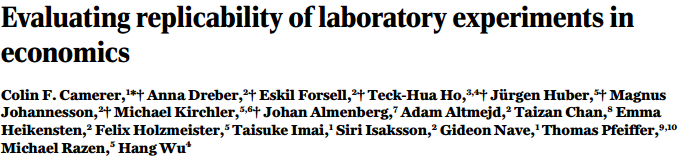 Evaluating replicability of laboratory experiments in
economics
Colin F. Camerer,¹*† Anna Dreber,²† Eskil Forsell,²† Teck-Hua Ho,³,⁴† Jürgen Huber,⁵† Magnus
Johannesson,²† Michael Kirchler,⁵,⁶† Johan Almenberg,⁷ Adam Altmejd,² Taizan Chan,⁸ Emma
Heikensten,² Felix Holzmeister,⁵ Taisuke Imai,¹ Siri Isaksson,² Gideon Nave,¹ Thomas Pfeiffer,⁹,¹⁰
Michael Razen,⁵ Hang Wu⁴